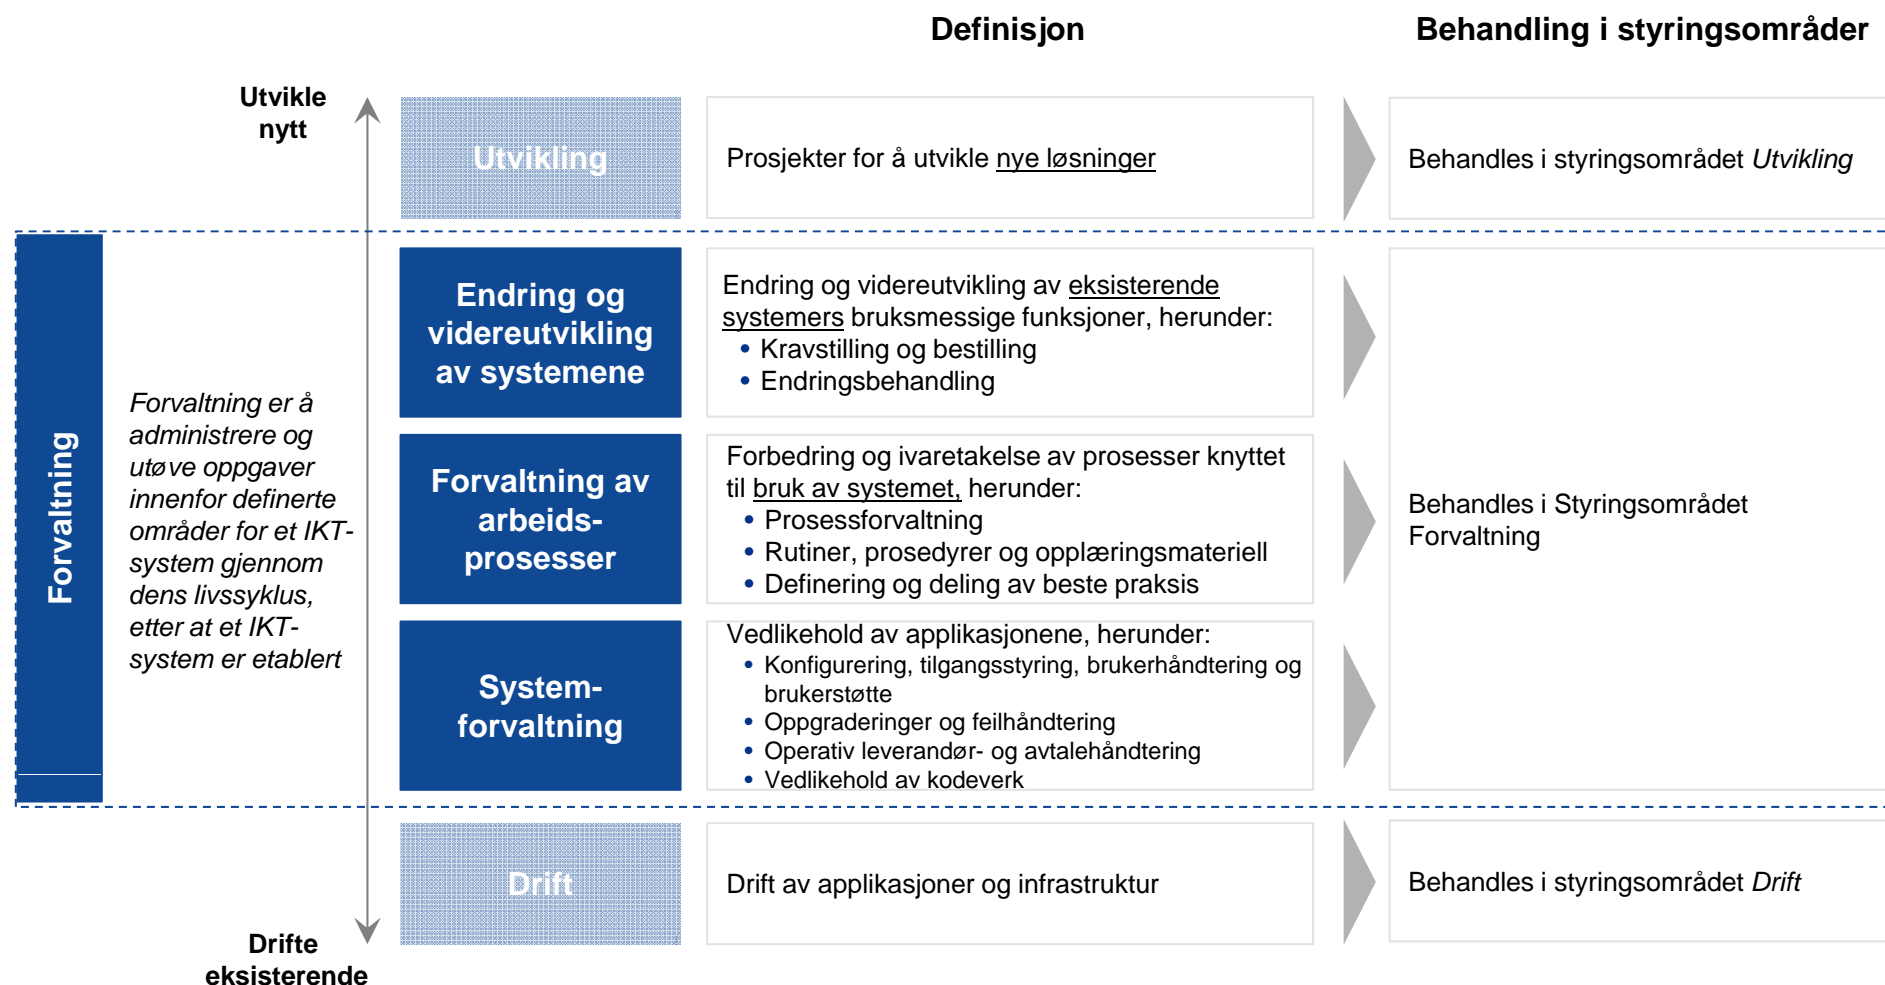 Definisjon
Behandling i styringsområder
Utvikle
nytt
Utvikling
Prosjekter for å utvikle nye løsninger
Behandles i styringsområdet Utvikling
Forvaltning
Forvaltning er å
administrere og
utøve oppgaver
innenfor definerte
områder for et IKT-
system gjennom
dens livssyklus,
etter at et IKT-
system er etablert
Endring og
videreutvikling
av systemene
Endring og videreutvikling av eksisterende
systemers bruksmessige funksjoner, herunder:
• Kravstilling og bestilling
• Endringsbehandling
Forvaltning av
arbeids-
prosesser
Forbedring og ivaretakelse av prosesser knyttet
til bruk av systemet, herunder:
• Prosessforvaltning
• Rutiner, prosedyrer og opplæringsmateriell
• Definering og deling av beste praksis
Behandles i Styringsområdet
Forvaltning
System-
forvaltning
Vedlikehold av applikasjonene, herunder:
• Konfigurering, tilgangsstyring, brukerhåndtering og
brukerstøtte
• Oppgraderinger og feilhåndtering
• Operativ leverandør- og avtalehåndtering
• Vedlikehold av kodeverk
Drift
Drift av applikasjoner og infrastruktur
Behandles i styringsområdet Drift
Drifte
eksisterende